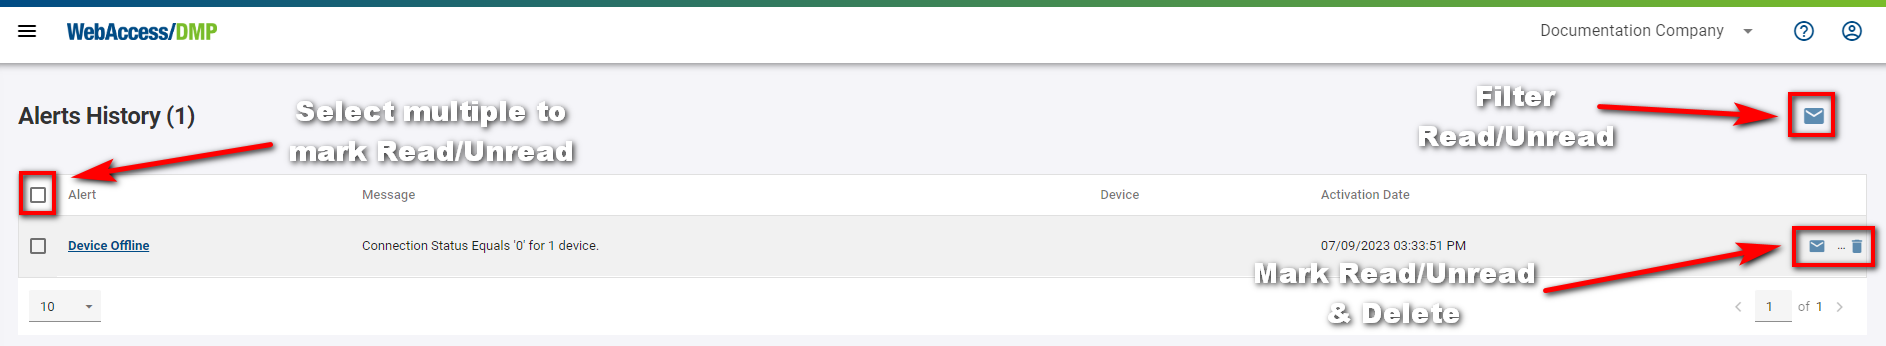 WebAccess/DMP
Documentation Company
Alerts History (1)
Select multiple to
mark Read/Unread
Filter
Read/Unread
Alert Message Device Activation Date
Device Offline Connection Status Equals '0' for 1 device. 07/09/2023 03:33:51 PM ...
Mark Read/Unread
& Delete
10
1 of 1